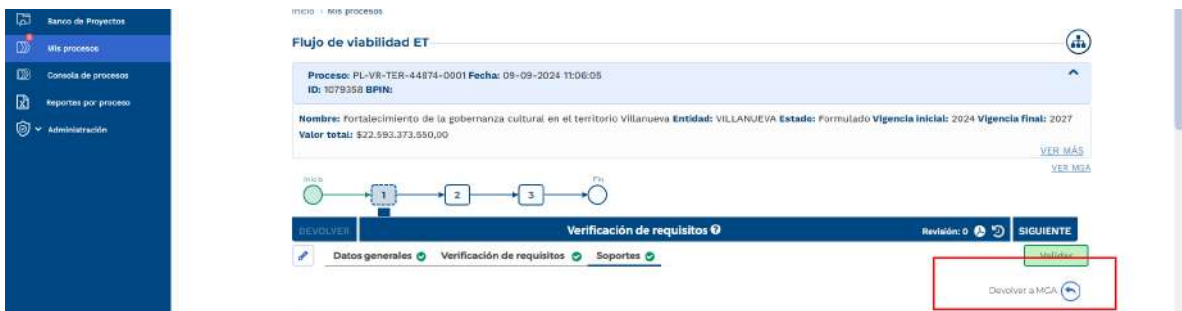 Inicio > Mis procesos
Banco de Proyectos
Mis procesos
Consola de procesos
Reportes por proceso
Administración
Flujo de viabilidad ET
Proceso: PL-VR-TER-44874-0001 Fecha: 09-09-2024 11:06:05
ID: 1079358 BPIN:
Nombre: Fortalecimiento de la gobernanza cultural en el territorio Villanueva Entidad: VILLANUEVA Estado: Formulado Vigencia inicial: 2024 Vigencia final: 2027
Valor total: $22.593.373.550,00
VER MÁS
VER MGA
Inicio
Fin
1
2
3
DEVOLVER
Verificación de requisitos
Revisión: 0
SIGUIENTE
Datos generales
Verificación de requisitos
Soportes
Validar
Devolver a MGA